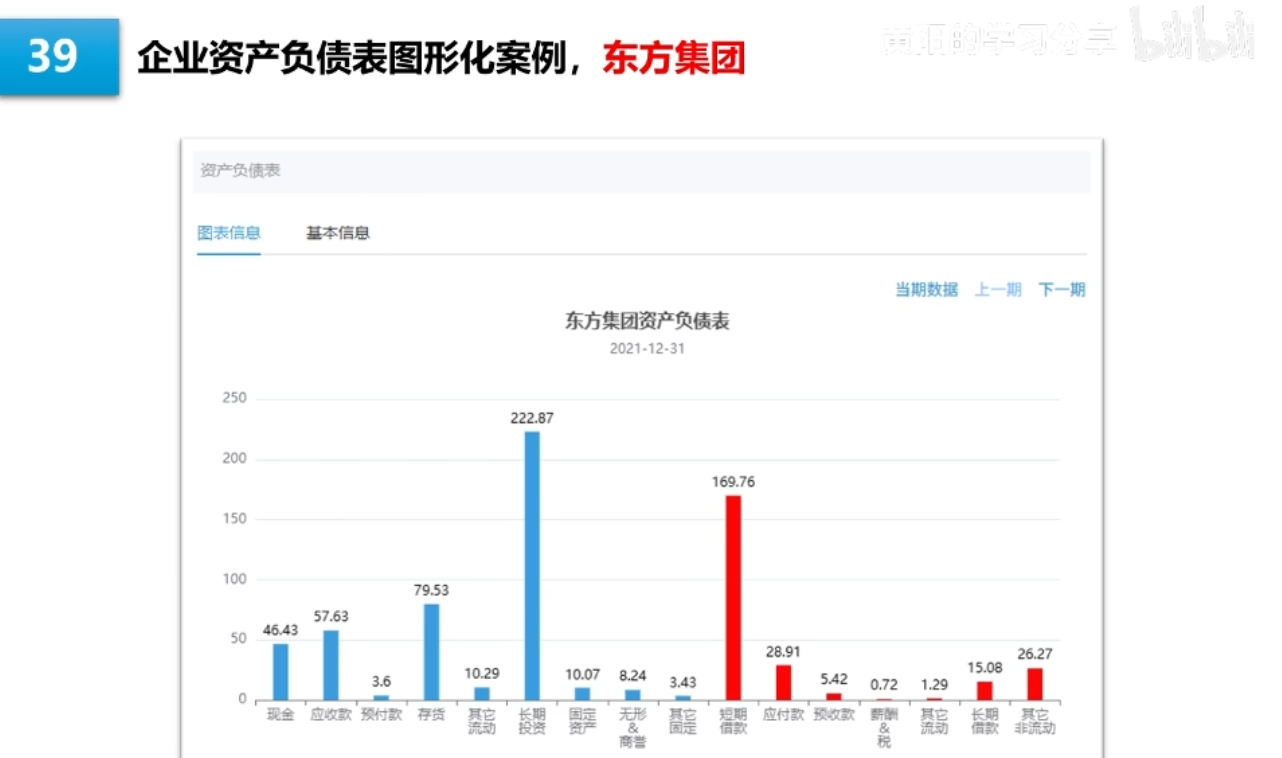 39
企业资产负债表图形化案例，东方集团
的学习分享 bilibili
资产负债表
图表信息 基本信息
当期数据 上一期 下一期
东方集团资产负债表
2021-12-31
250
200
150
100
50
0
46.43 57.63 3.6 79.53 10.29 222.87 10.07 8.24 3.43 169.76 28.91 5.42 0.72 1.29 15.08 26.27
现金 应收款 预付款 存货 其它流动 长期投资 固定资产 无形&商誉 其它固定 短期借款 应付款 预收款 薪酬&税 其它流动 长期借款 其它非流动